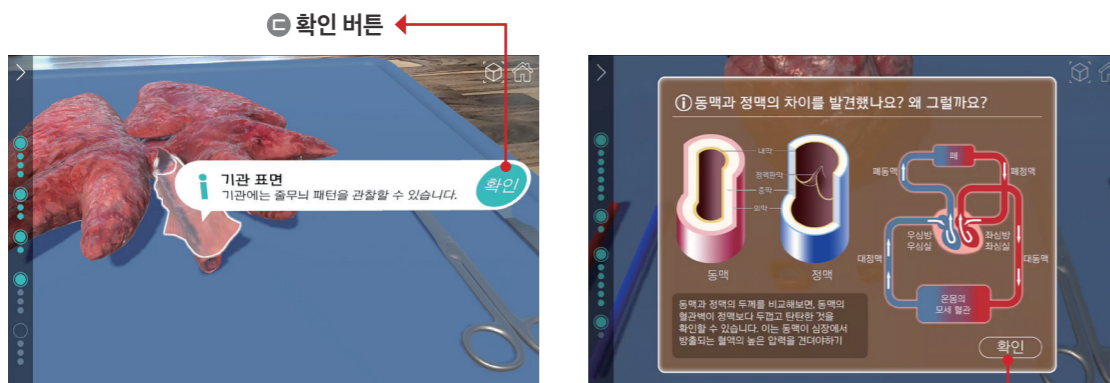 ㄷ 확인 버튼
기관 표면
기관에는 줄무늬 패턴을 관찰할 수 있습니다.
확인
동맥과 정맥의 차이를 발견했나요? 왜 그럴까요?
내막
정맥판막
중막
외막
동맥
정맥
폐
폐동맥
폐정맥
우심방
우심실
좌심방
좌심실
대정맥
대동맥
온몸의
모세 혈관
동맥과 정맥의 두께를 비교해보면, 동맥의
혈관벽이 정맥보다 두껍고 탄탄한 것을
확인할 수 있습니다. 이는 동맥이 심장에서
방출되는 혈액의 높은 압력을 견뎌야하기
확인